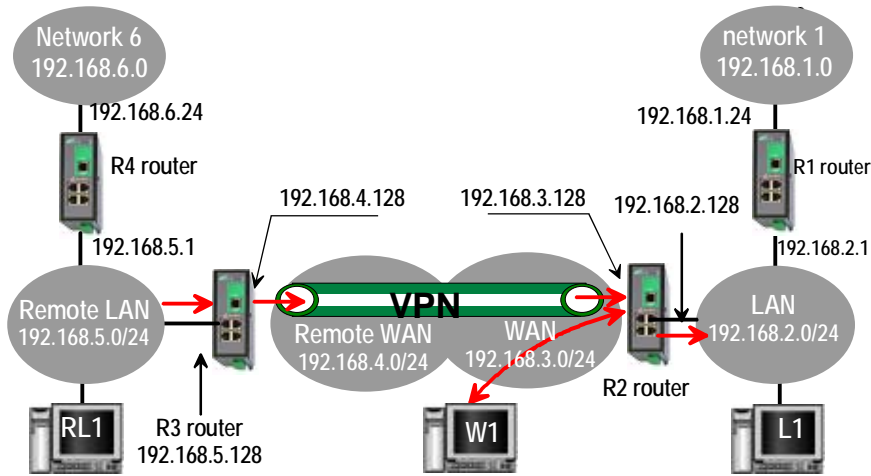 Network 6
192.168.6.0
network 1
192.168.1.0
192.168.6.24
192.168.1.24
R4 router
R1 router
192.168.4.128
192.168.3.128
192.168.2.128
192.168.5.1
192.168.2.1
Remote LAN
192.168.5.0/24
VPN
Remote WAN
192.168.4.0/24
WAN
192.168.3.0/24
LAN
192.168.2.0/24
R2 router
RL1
R3 router
192.168.5.128
W1
L1